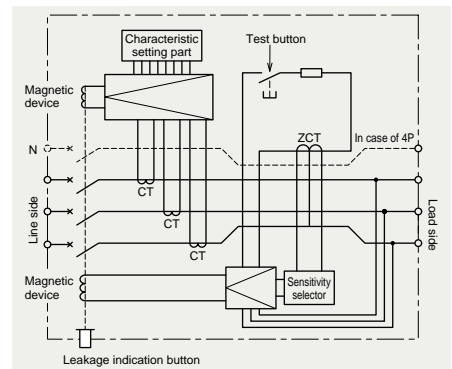 Characteristic
setting part
Test button
Magnetic
device
ZCT
In case of 4P
N
CT
CT
CT
Line side
Load side
Magnetic
device
Sensitivity
selector
Leakage indication button